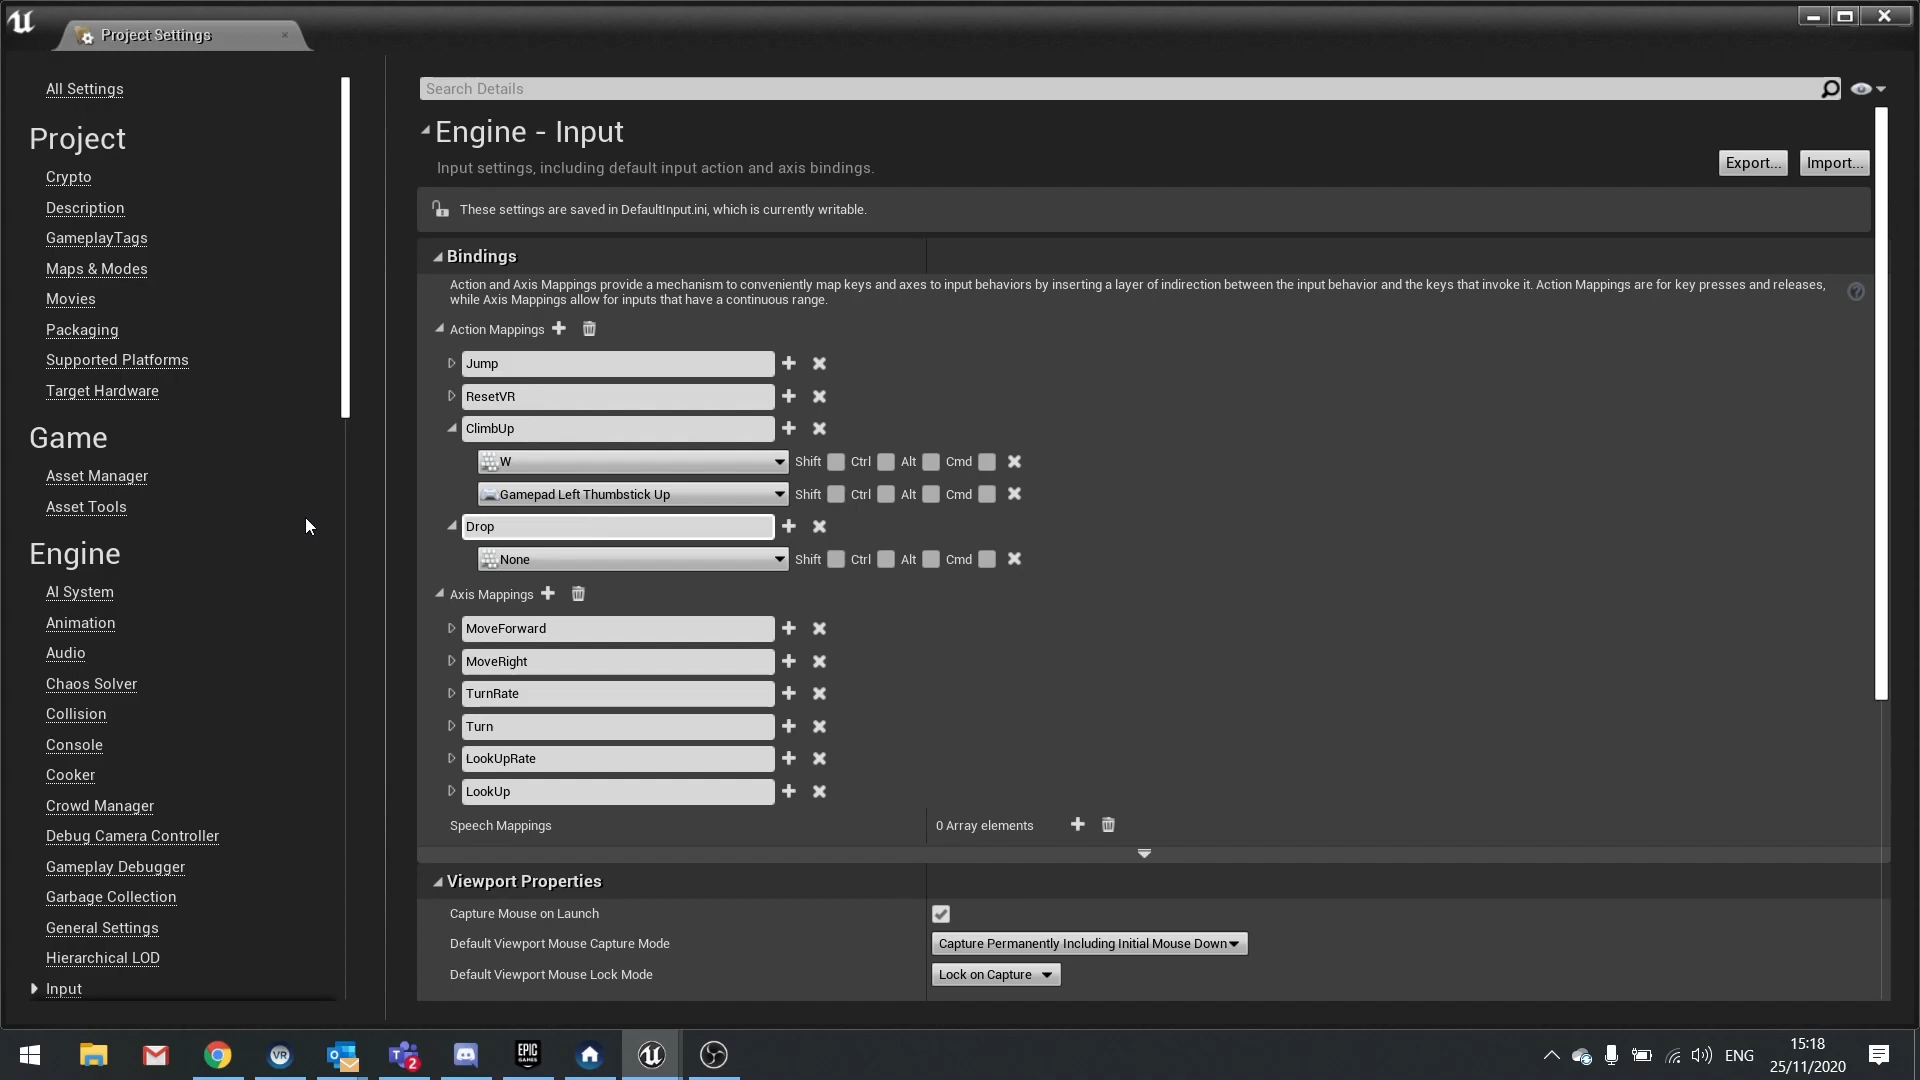 Project Settings
All Settings
Project
Crypto
Description
GameplayTags
Maps & Modes
Movies
Packaging
Supported Platforms
Target Hardware
Game
Asset Manager
Asset Tools
Engine
AI System
Animation
Audio
Chaos Solver
Collision
Console
Cooker
Crowd Manager
Debug Camera Controller
Gameplay Debugger
Garbage Collection
General Settings
Hierarchical LOD
Input
Search Details
Engine - Input
Input settings, including default input action and axis bindings.
Export... Import...
These settings are saved in DefaultInput.ini, which is currently writable.
Bindings
Action and Axis Mappings provide a mechanism to conveniently map keys and axes to input behaviors by inserting a layer of indirection between the input behavior and the keys that invoke it. Action Mappings are for key presses and releases,
while Axis Mappings allow for inputs that have a continuous range.
Action Mappings
Jump
ResetVR
ClimbUp
W Shift Ctrl Alt Cmd
Gamepad Left Thumbstick Up Shift Ctrl Alt Cmd
Drop
None Shift Ctrl Alt Cmd
Axis Mappings
MoveForward
MoveRight
TurnRate
Turn
LookUpRate
LookUp
Speech Mappings 0 Array elements
Viewport Properties
Capture Mouse on Launch
Default Viewport Mouse Capture Mode Capture Permanently Including Initial Mouse Down
Default Viewport Mouse Lock Mode Lock on Capture
VR
2
EPIC
GAMES
ENG
15:18
25/11/2020